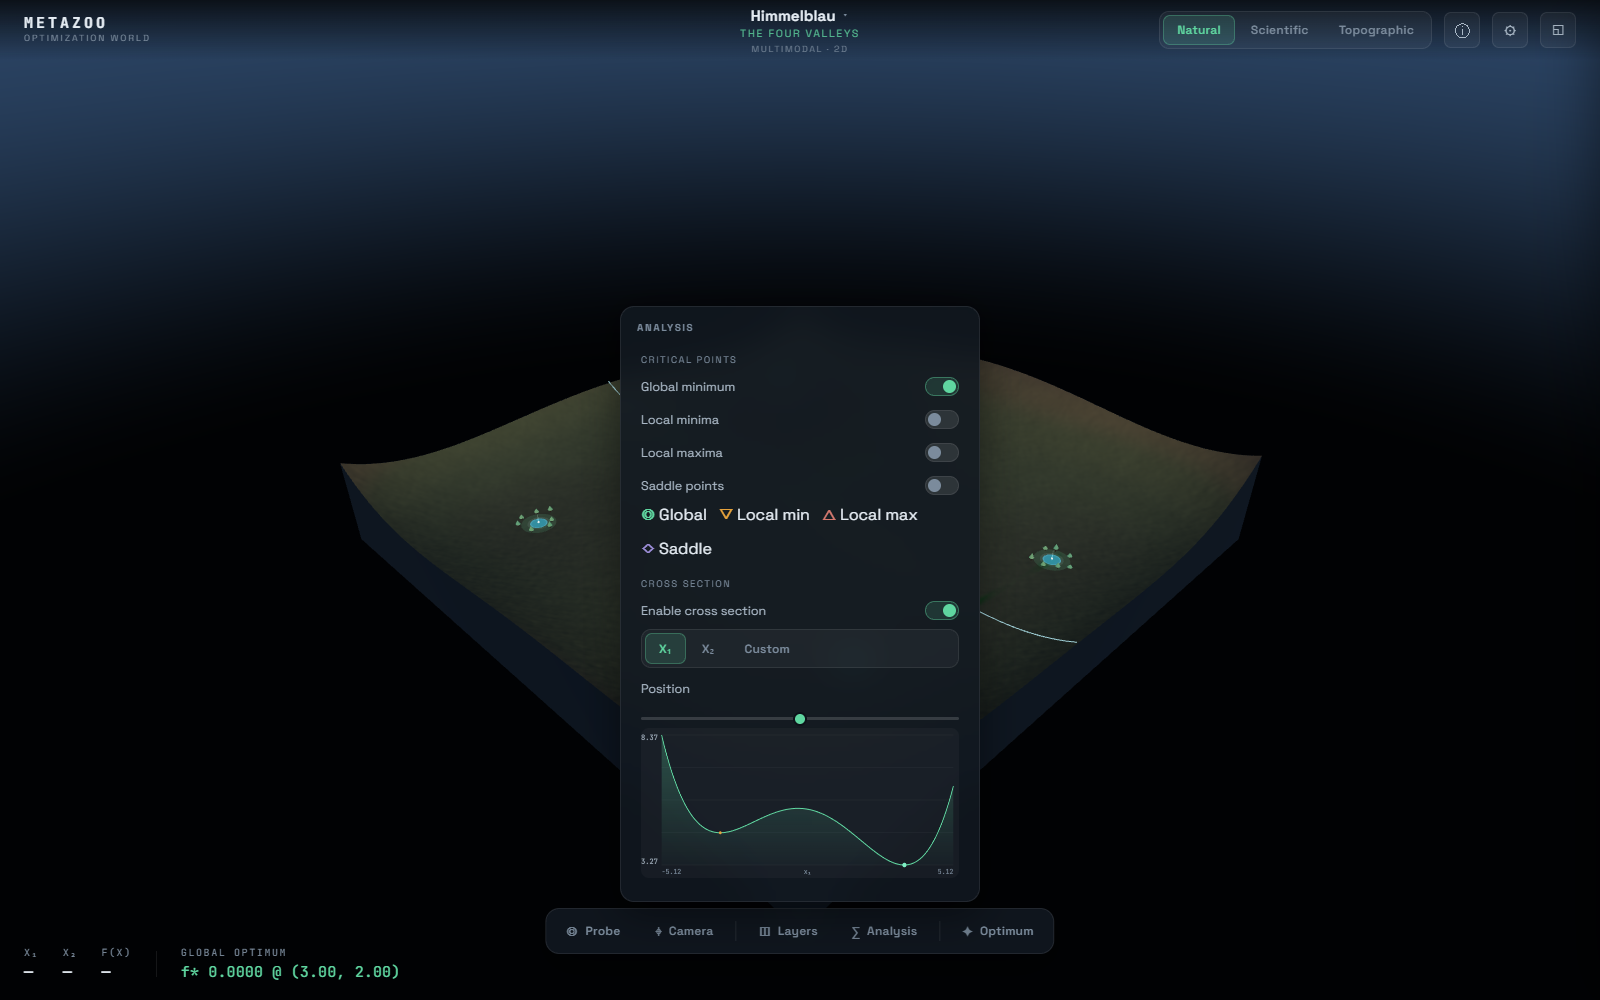 METAZOO
OPTIMIZATION WORLD
Himmelblau
THE FOUR VALLEYS
MULTIMODAL · 2D
Natural Scientific Topographic
ANALYSIS
CRITICAL POINTS
Global minimum
Local minima
Local maxima
Saddle points
Global Local min Local max
Saddle
CROSS SECTION
Enable cross section
X₁ X₂ Custom
Position
8.37
3.27
-5.12 x₁ 5.12
Probe Camera Layers Analysis Optimum
X₁ X₂ F(X) GLOBAL OPTIMUM
— — — f* 0.0000 @ (3.00, 2.00)